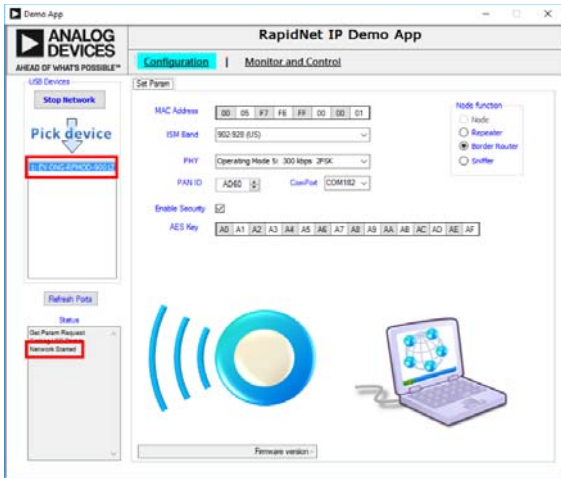 Demo App
ANALOG
DEVICES
AHEAD OF WHAT'S POSSIBLE™
RapidNet IP Demo App
Configuration | Monitor and Control
USB Devices
Stop Network
Pick device
Set Param
MAC Address 00 05 F7 FE FF 00 00 01
ISM Band 902-928 (US)
PHY Operating Mode 5: 300 kbps 2FSK
PAN ID AD60 ComPort COM182
Enable Security
AES Key A0 A1 A2 A3 A4 A5 A6 A7 A8 A9 AA AB AC AD AE AF
Node function
Node
Repeater
Border Router
Sniffer
Refresh Ports
Status
Get Param Request
Network Started
Firmware version -